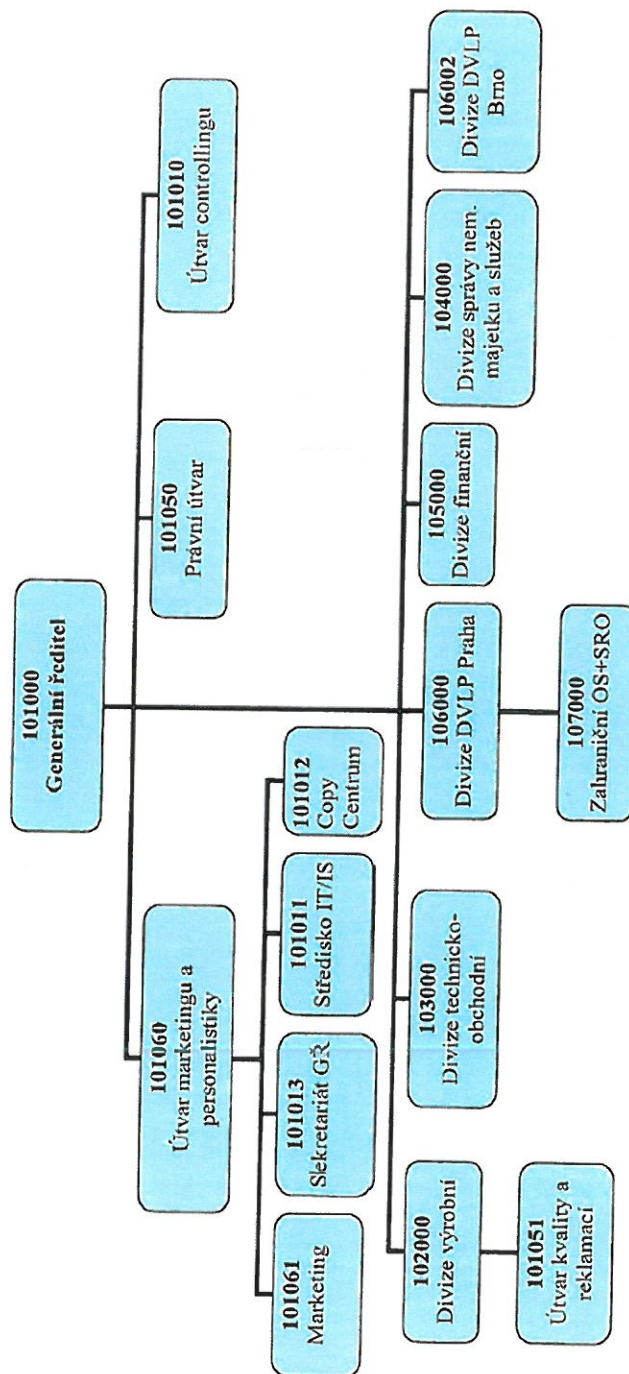 101000
Generální ředitel
101060
Útvar marketingu a
personalistiky
101050
Právní útvar
101010
Útvar controllingu
101061
Marketing
101013
Slekretariát GŘ
101011
Středisko IT/IS
101012
Copy
Centrum
102000
Divize výrobní
103000
Divize technicko-
obchodní
106000
Divize DVLP Praha
105000
Divize finanční
104000
Divize správy nem.
majetku a služeb
106002
Divize DVLP
Brno
101051
Útvar kvality a
reklamací
107000
Zahraniční OS+SRO